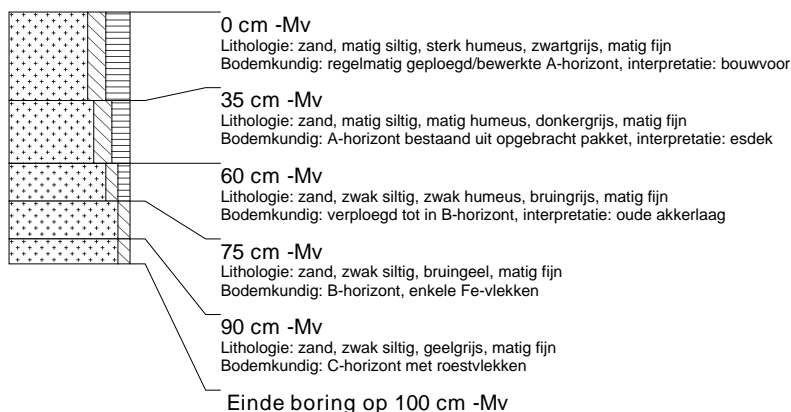 0 cm -Mv
Lithologie: zand, matig siltig, sterk humeus, zwartgrijs, matig fijn
Bodemkundig: regelmatig geploegd/bewerkte A-horizont, interpretatie: bouwvoor
35 cm -Mv
Lithologie: zand, matig siltig, matig humeus, donkergrijs, matig fijn
Bodemkundig: A-horizont bestaand uit opgebracht pakket, interpretatie: esdek
60 cm -Mv
Lithologie: zand, zwak siltig, zwak humeus, bruingrijs, matig fijn
Bodemkundig: verploegd tot in B-horizont, interpretatie: oude akkerlaag
75 cm -Mv
Lithologie: zand, zwak siltig, bruingeel, matig fijn
Bodemkundig: B-horizont, enkele Fe-vlekken
90 cm -Mv
Lithologie: zand, zwak siltig, geelgrijs, matig fijn
Bodemkundig: C-horizont met roestvlekken
Einde boring op 100 cm -Mv